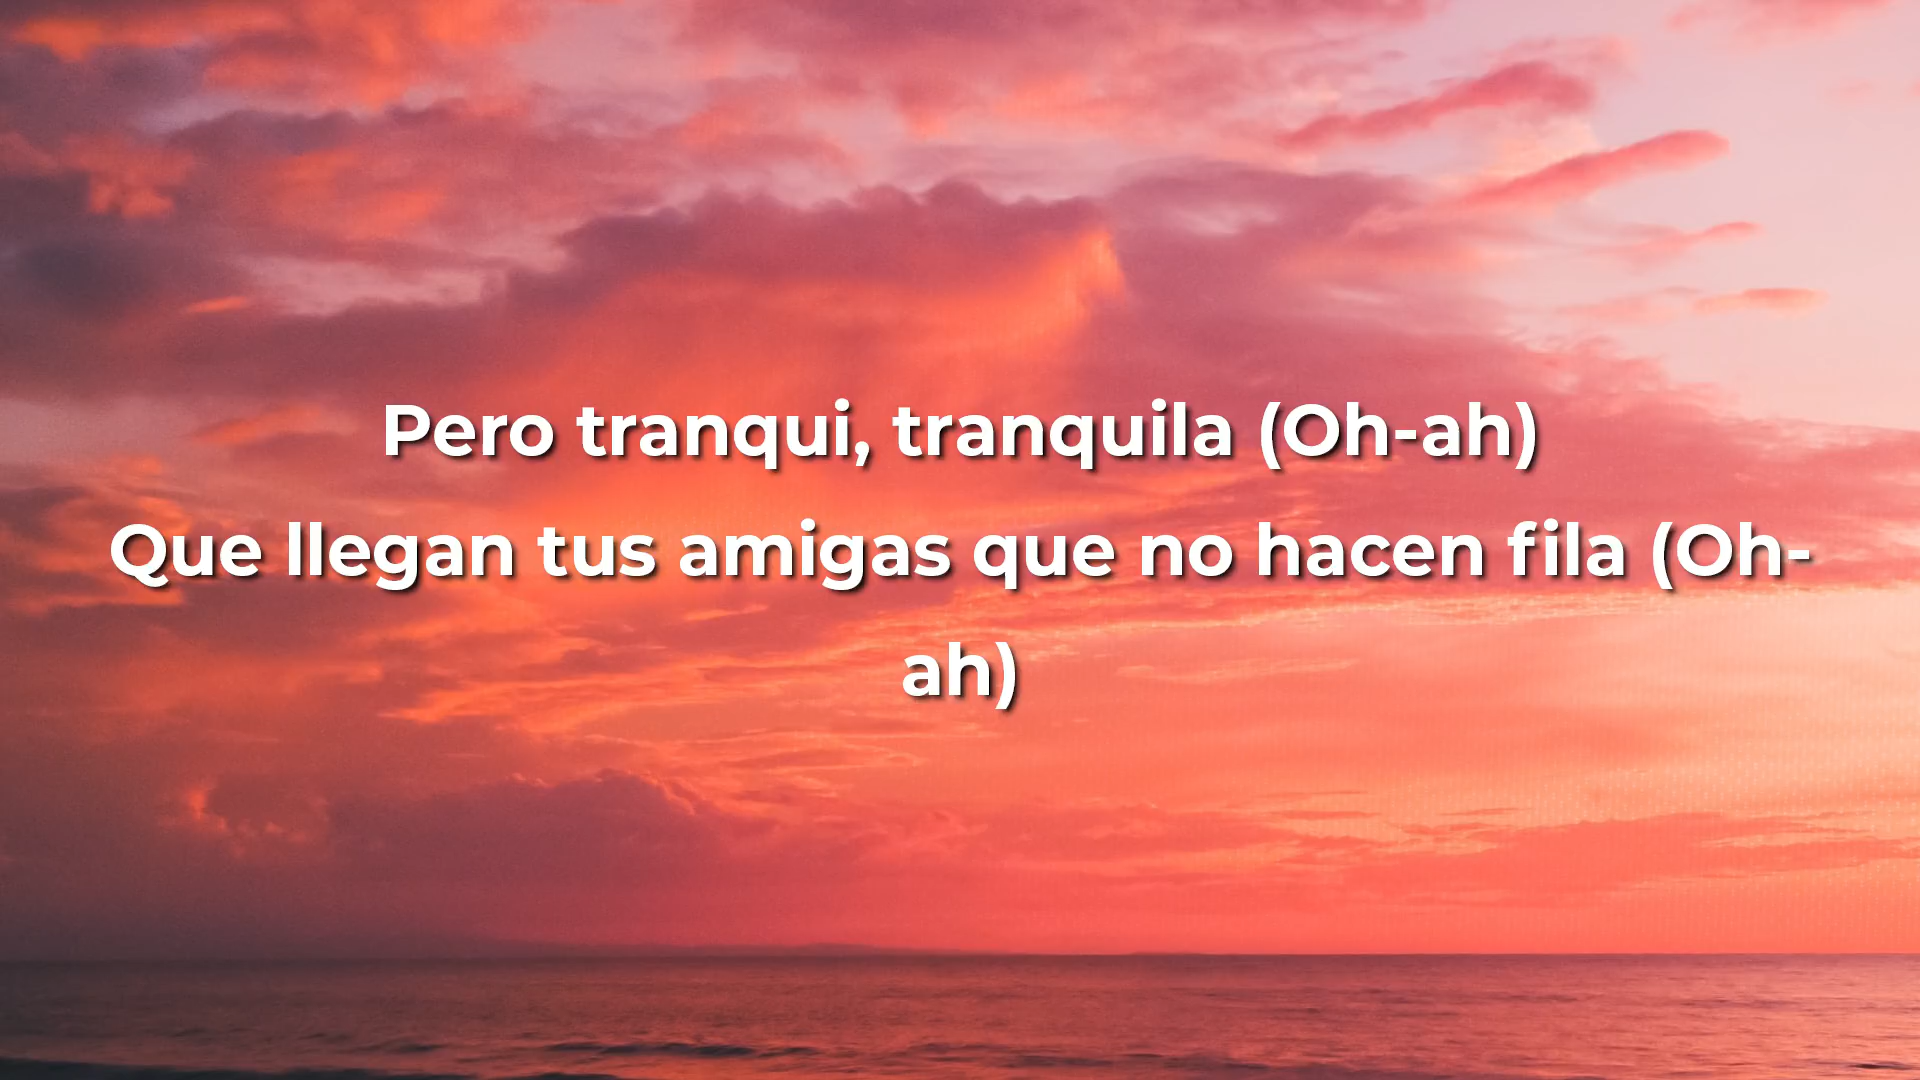 Pero tranqui, tranquila (Oh-ah)
Que llegan tus amigas que no hacen fila (Oh-
ah)